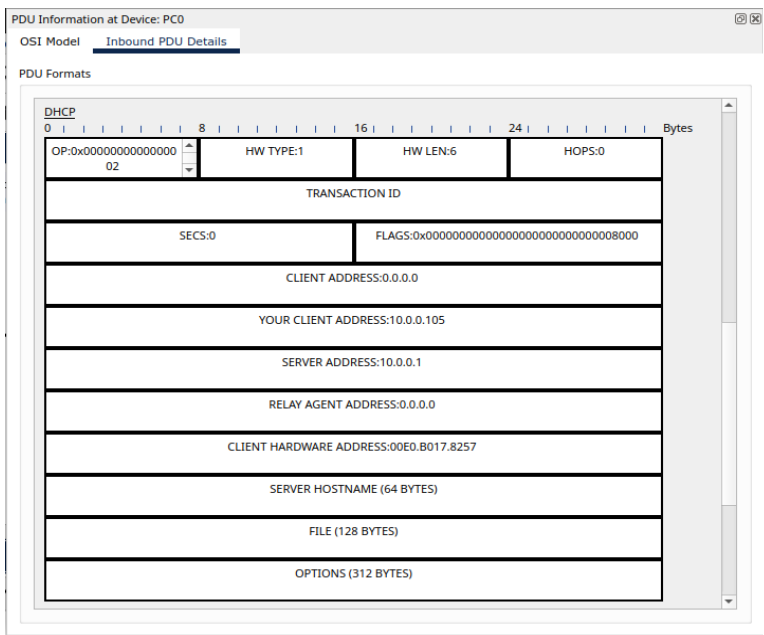 PDU Information at Device: PC0
OSI Model Inbound PDU Details
PDU Formats
DHCP
0 8 16 24 Bytes
OP:0x00000000000000
02
HW TYPE:1
HW LEN:6
HOPS:0
TRANSACTION ID
SECS:0
FLAGS:0x00000000000000000000000000008000
CLIENT ADDRESS:0.0.0.0
YOUR CLIENT ADDRESS:10.0.0.105
SERVER ADDRESS:10.0.0.1
RELAY AGENT ADDRESS:0.0.0.0
CLIENT HARDWARE ADDRESS:00E0.B017.8257
SERVER HOSTNAME (64 BYTES)
FILE (128 BYTES)
OPTIONS (312 BYTES)